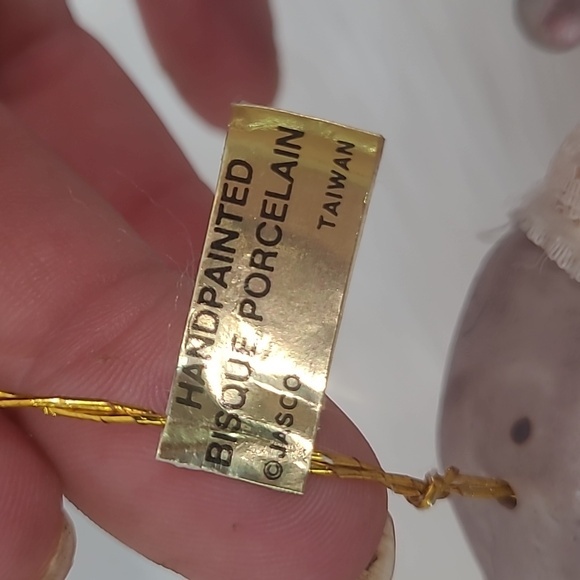 HANDPAINTED
BISQUE PORCELAIN
©JASCO TAIWAN